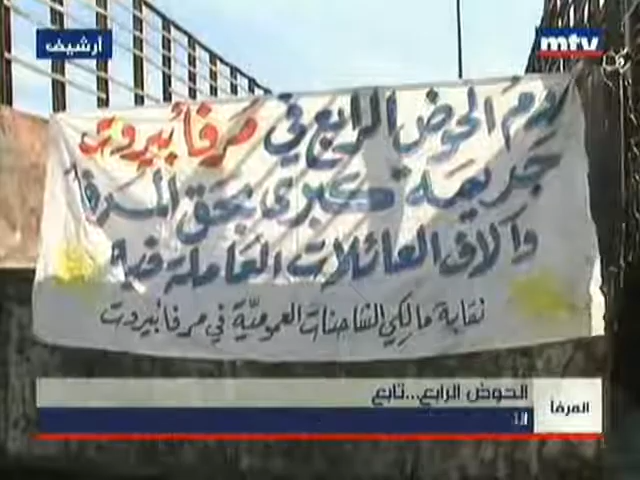 أرشيف
mtv
ردم الحوض الرابع في مرفأ بيروت
جريمة كبرى بحق المرفأ
وآلاف العائلات العاملة فيه
نقابة مالكي الشاحنات العمومية في مرفأ بيروت
الحوض الرابع...تابع
المرفأ